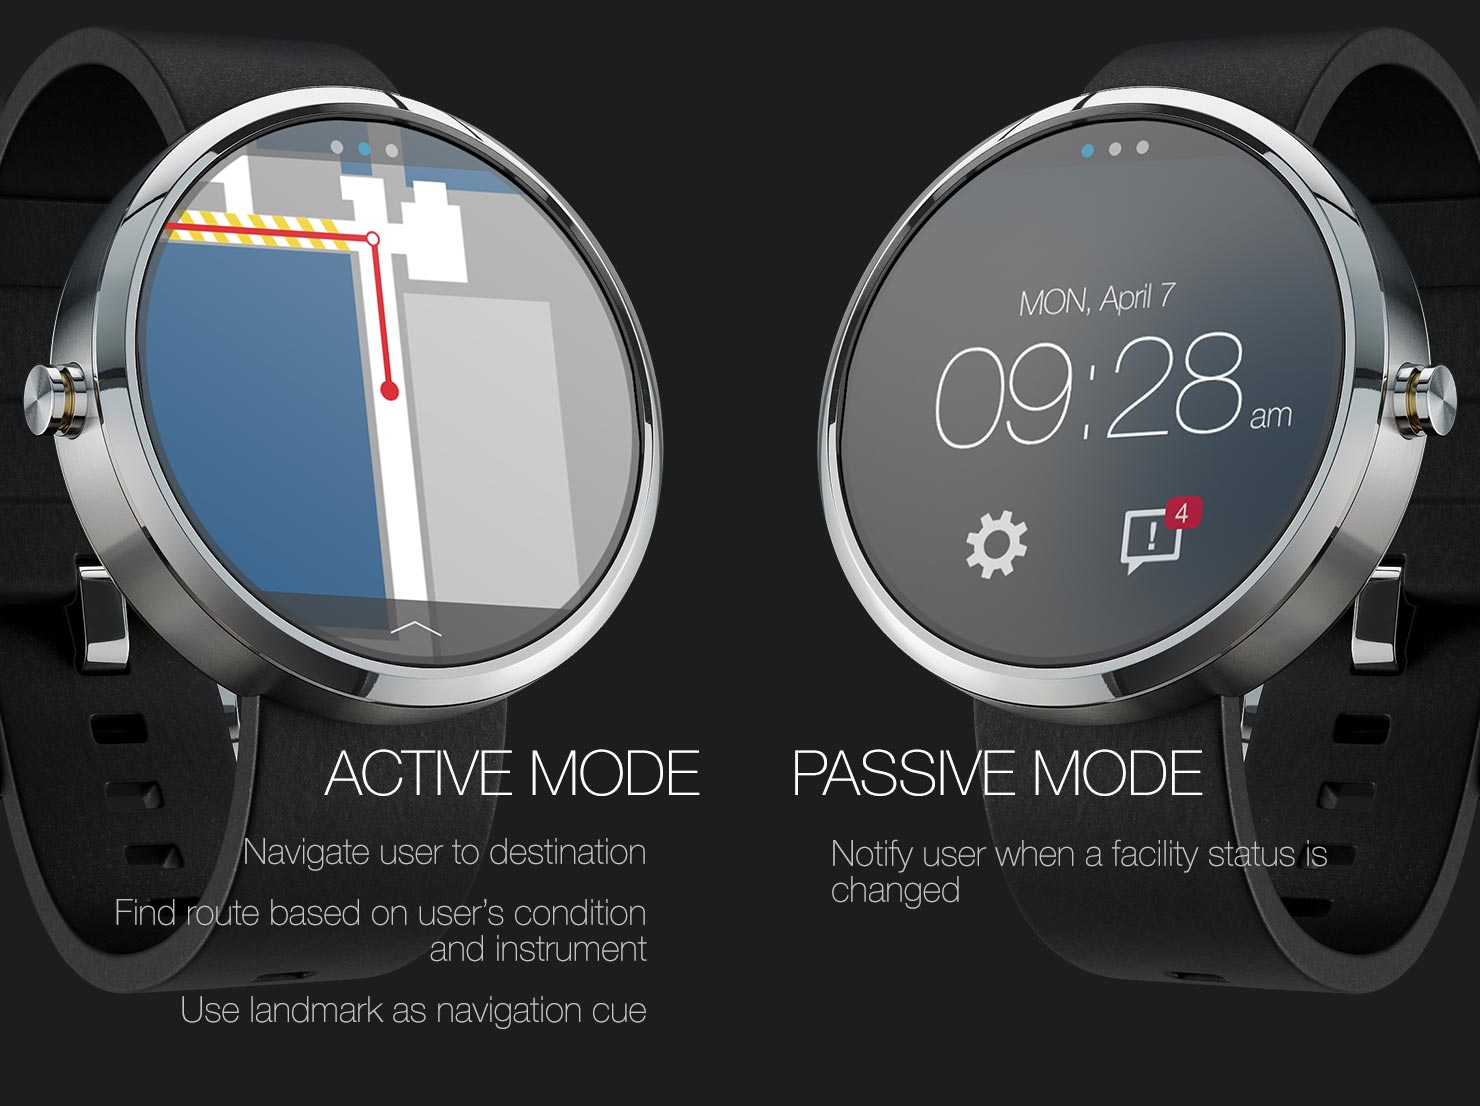 MON, April 7
09:28 am
4
!
ACTIVE MODE
Navigate user to destination
Find route based on user's condition
and instrument
Use landmark as navigation cue
PASSIVE MODE
Notify user when a facility status is
changed